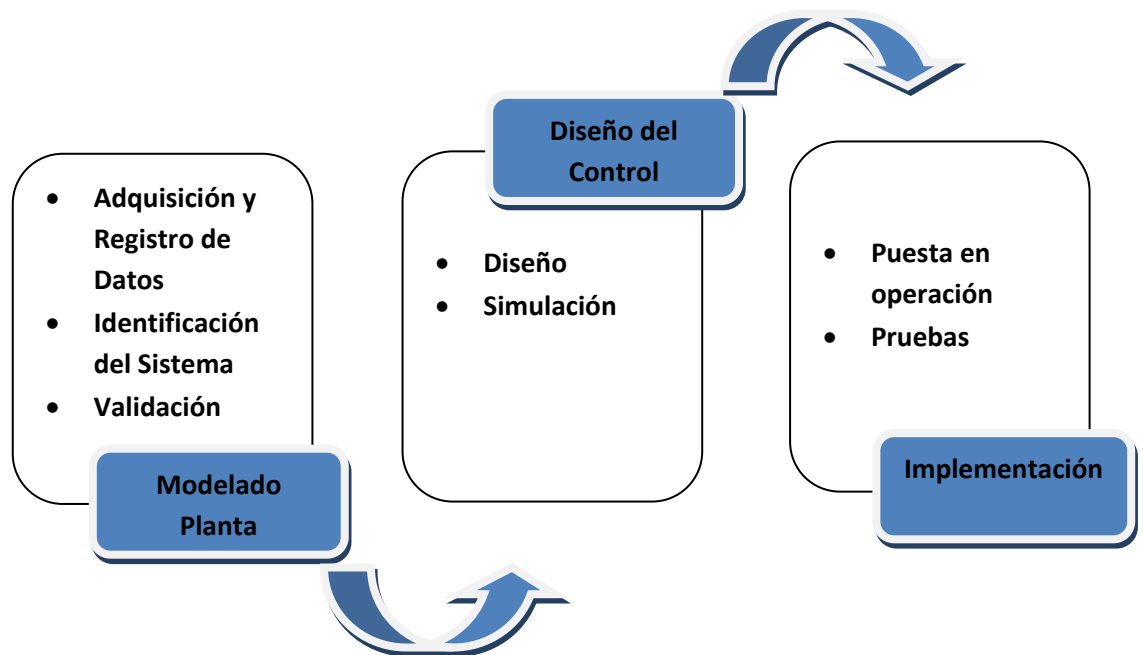 • Adquisición y
Registro de
Datos
• Identificación
del Sistema
• Validación
Modelado
Planta
Diseño del
Control
• Diseño
• Simulación
• Puesta en
operación
• Pruebas
Implementación